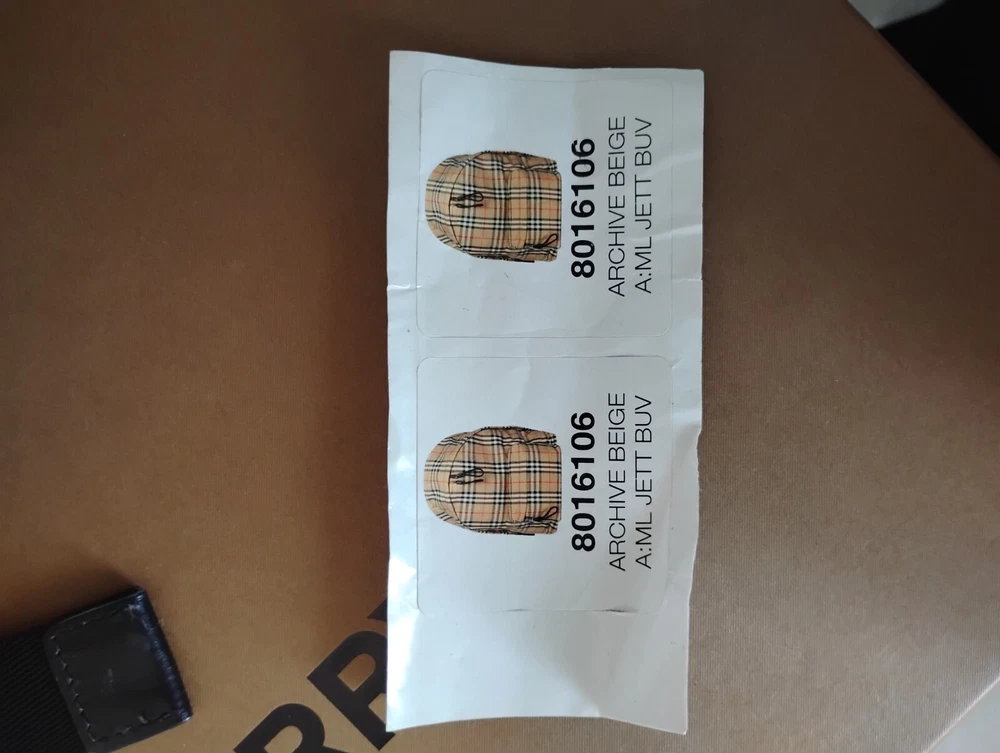 8016106
ARCHIVE BEIGE
A:ML JETT BUV
8016106
ARCHIVE BEIGE
A:ML JETT BUV